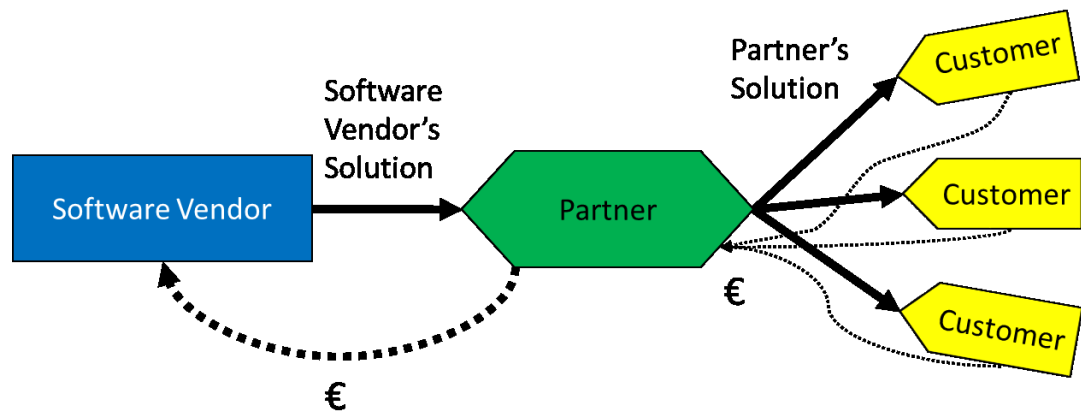 Software Vendor
Software
Vendor's
Solution
Partner
Partner's
Solution
Customer
Customer
Customer
€
€